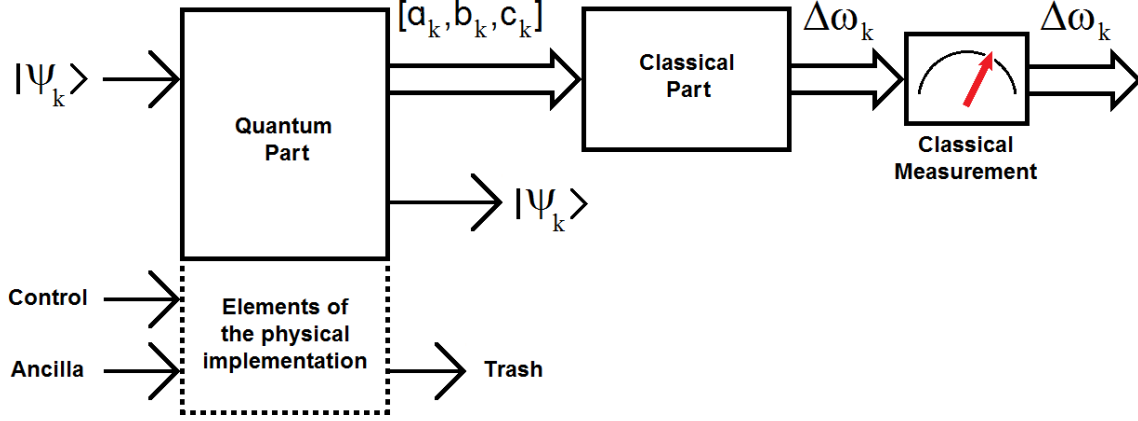 [a_k,b_k,c_k]
Δω_k
Δω_k
|Ψ_k>
Quantum
Part
Classical
Part
Classical
Measurement
|Ψ_k>
Control
Ancilla
Elements of
the physical
implementation
Trash